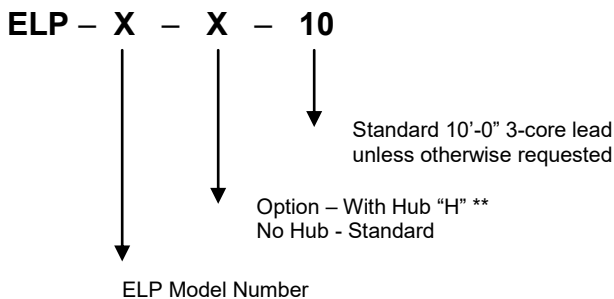 ELP – X – X – 10
Standard 10’-0” 3-core lead
unless otherwise requested
Option – With Hub “H” **
No Hub - Standard
ELP Model Number